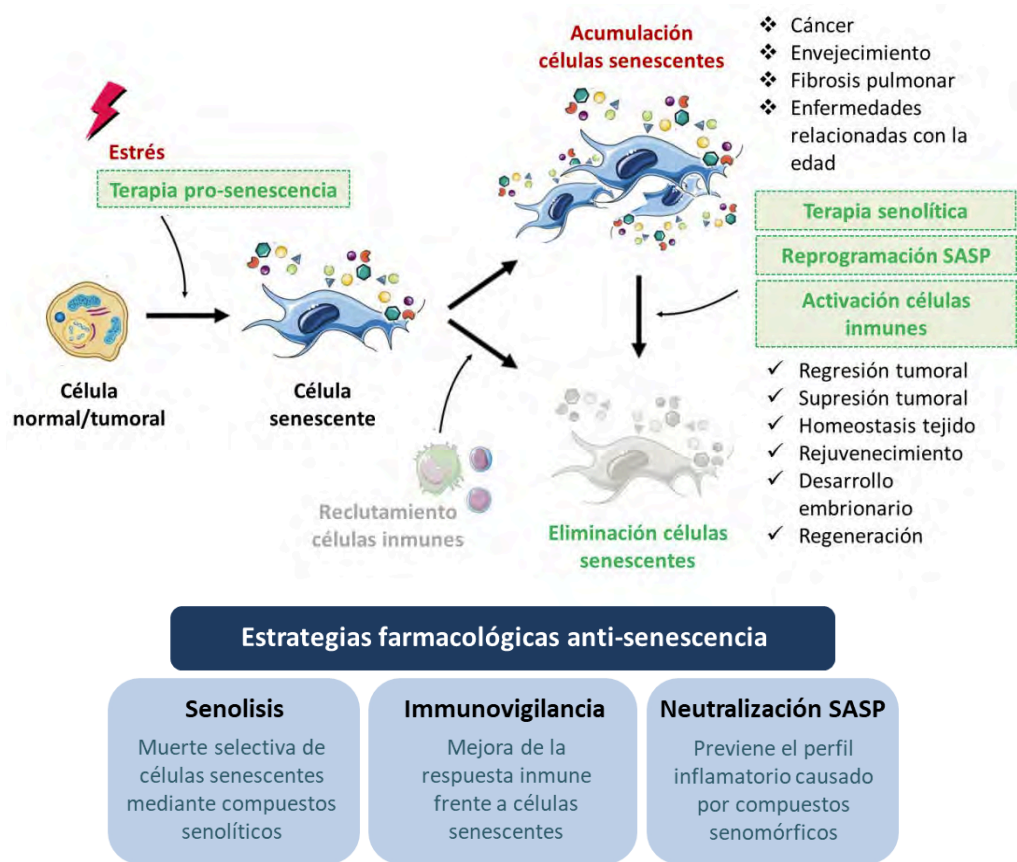 Estrés
Terapia pro-senescencia
Célula
normal/tumoral
Célula
senescente
Reclutamiento
células inmunes
Acumulación
células senescentes
Eliminación células
senescentes
❖ Cáncer
❖ Envejecimiento
❖ Fibrosis pulmonar
❖ Enfermedades
relacionadas con la
edad
Terapia senolítica
Reprogramación SASP
Activación células
inmunes
✓ Regresión tumoral
✓ Supresión tumoral
✓ Homeostasis tejido
✓ Rejuvenecimiento
✓ Desarrollo
embrionario
✓ Regeneración
Estrategias farmacológicas anti-senescencia
Senolisis
Muerte selectiva de
células senescentes
mediante compuestos
senolíticos
Immunovigilancia
Mejora de la
respuesta inmune
frente a células
senescentes
Neutralización SASP
Previene el perfil
inflamatorio causado
por compuestos
senomórficos